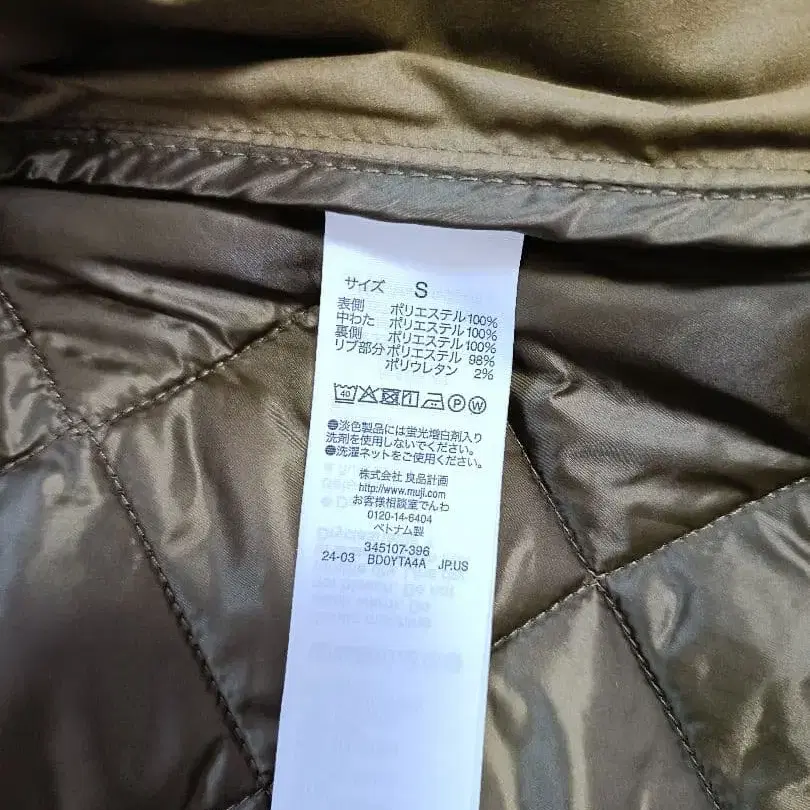 サイズ S
表側 ポリエステル100%
中わた ポリエステル100%
裏側 ポリエステル100%
リブ部分 ポリエステル 98%
ポリウレタン 2%
40 P W
●淡色製品には蛍光増白剤入り
洗剤を使用しないでください。
●洗濯ネットをご使用ください。
株式会社 良品計画
http://www.muji.com
お客様相談室でんわ
0120-14-6404
ベトナム製
345107-396
24-03 BD0YTA4A JP.US